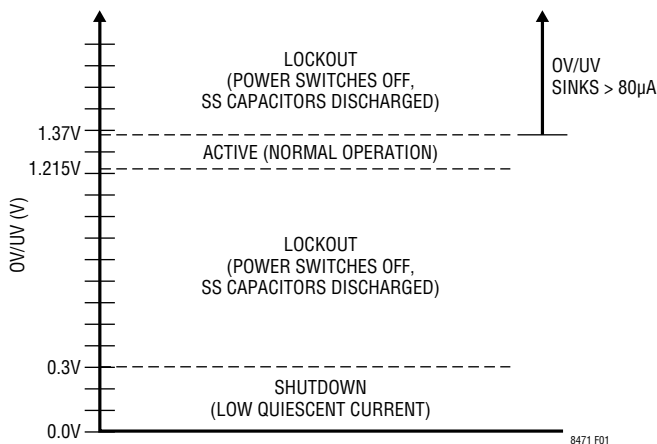 LOCKOUT
(POWER SWITCHES OFF,
SS CAPACITORS DISCHARGED)
OV/UV
SINKS > 80µA
1.37V
ACTIVE (NORMAL OPERATION)
1.215V
OV/UV (V)
LOCKOUT
(POWER SWITCHES OFF,
SS CAPACITORS DISCHARGED)
0.3V
SHUTDOWN
(LOW QUIESCENT CURRENT)
0.0V
8471 F01